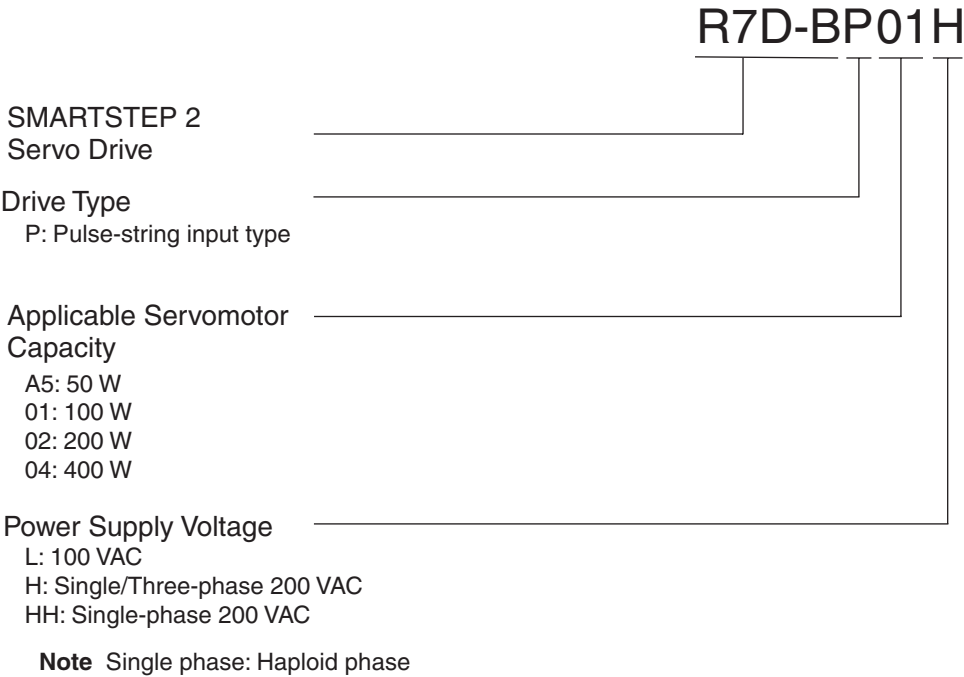 R7D-BP01H
SMARTSTEP 2
Servo Drive
Drive Type
P: Pulse-string input type
Applicable Servomotor
Capacity
A5: 50 W
01: 100 W
02: 200 W
04: 400 W
Power Supply Voltage
L: 100 VAC
H: Single/Three-phase 200 VAC
HH: Single-phase 200 VAC
Note Single phase: Haploid phase